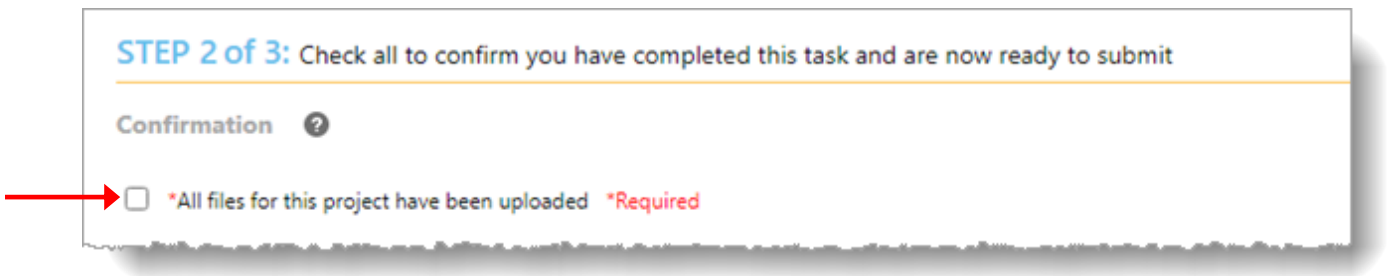 STEP 2 of 3: Check all to confirm you have completed this task and are now ready to submit
Confirmation ?
*All files for this project have been uploaded *Required